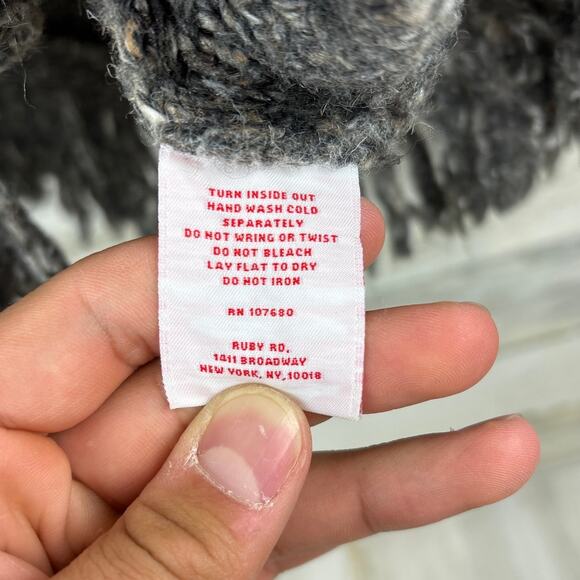 TURN INSIDE OUT
HAND WASH COLD
SEPARATELY
DO NOT WRING OR TWIST
DO NOT BLEACH
LAY FLAT TO DRY
DO NOT IRON
RN 107680
RUBY RD,
1411 BROADWAY
NEW YORK, NY, 10018